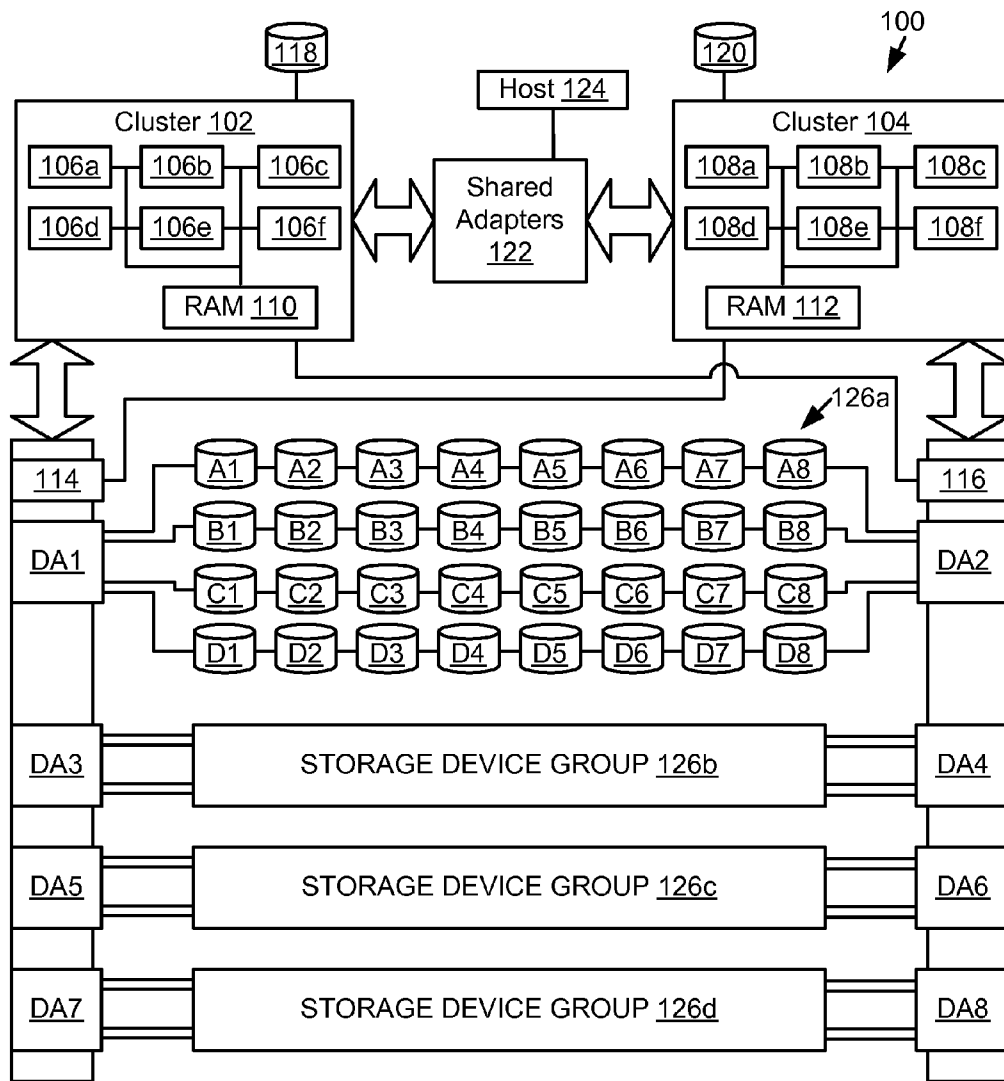 100
118
120
Host 124
Cluster 102
106a 106b 106c
106d 106e 106f
RAM 110
Shared
Adapters
122
Cluster 104
108a 108b 108c
108d 108e 108f
RAM 112
126a
114
116
A1 A2 A3 A4 A5 A6 A7 A8
B1 B2 B3 B4 B5 B6 B7 B8
DA1
DA2
C1 C2 C3 C4 C5 C6 C7 C8
D1 D2 D3 D4 D5 D6 D7 D8
DA3
STORAGE DEVICE GROUP 126b
DA4
DA5
STORAGE DEVICE GROUP 126c
DA6
DA7
STORAGE DEVICE GROUP 126d
DA8